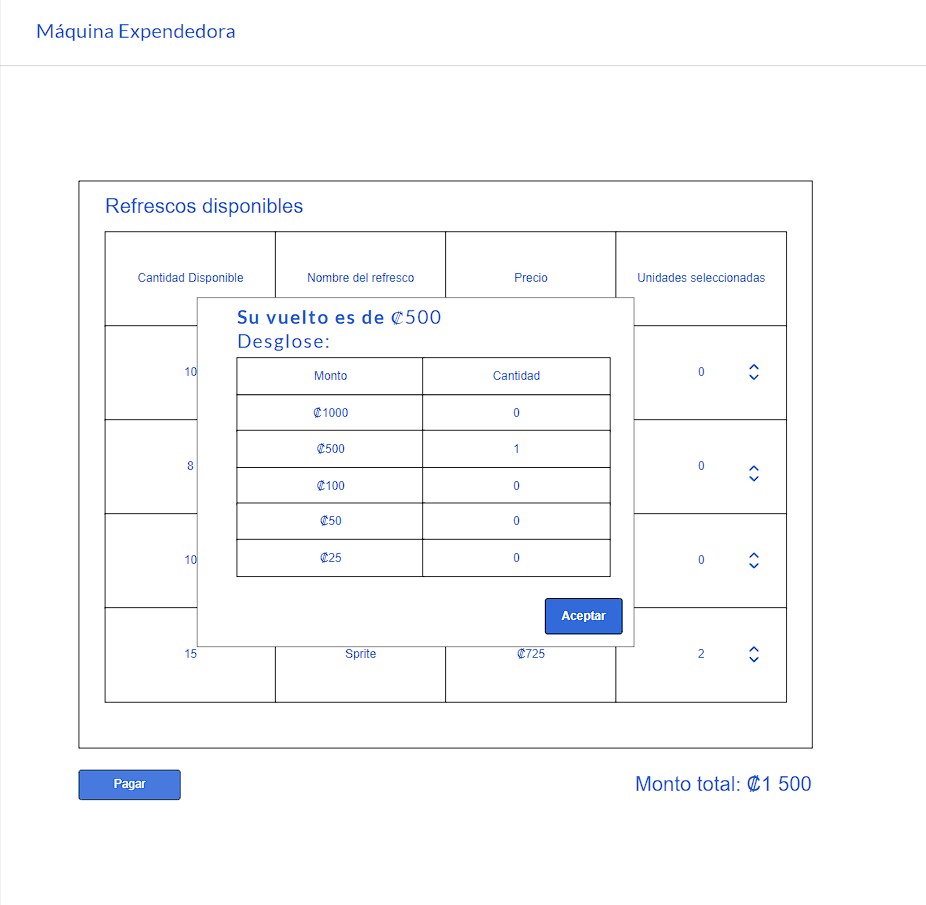 Máquina Expendedora
Refrescos disponibles
Cantidad Disponible Nombre del refresco Precio Unidades seleccionadas
Su vuelto es de ₡500
Desglose:
Monto Cantidad
₡1000 0
₡500 1
₡100 0
₡50 0
₡25 0
Aceptar
10 0
8 0
10 0
15 Sprite ₡725 2
Pagar Monto total: ₡1 500